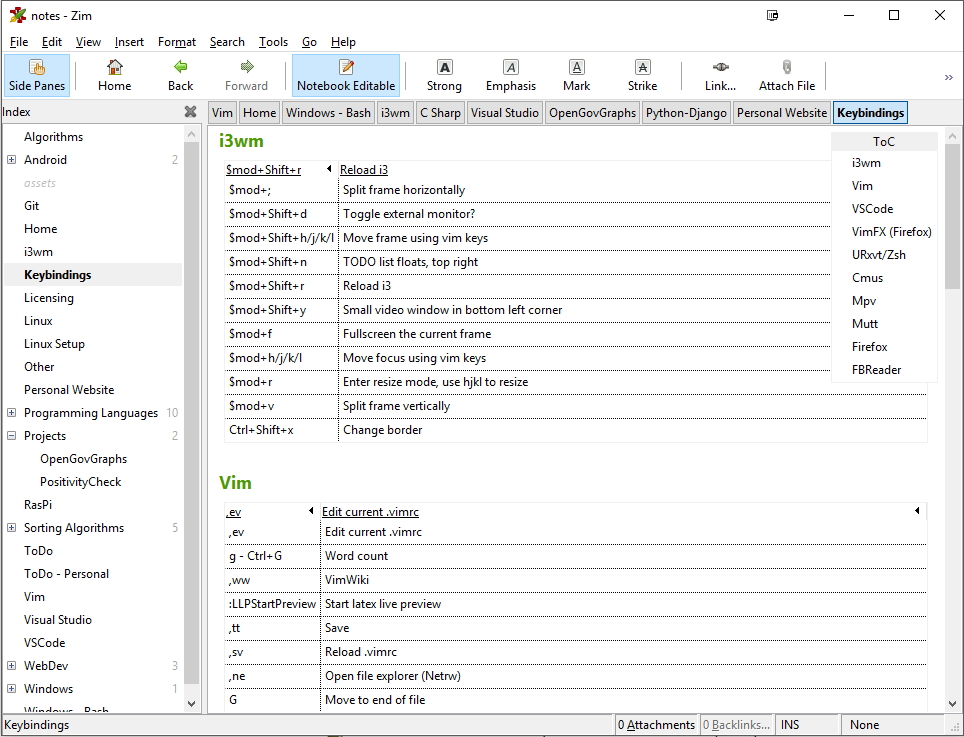 notes - Zim
File Edit View Insert Format Search Tools Go Help
Side Panes Home Back Forward Notebook Editable Strong Emphasis Mark Strike Link... Attach File »
Index
Algorithms
Android 2
assets
Git
Home
i3wm
Keybindings
Licensing
Linux
Linux Setup
Other
Personal Website
Programming Languages 10
Projects 2
OpenGovGraphs
PositivityCheck
RasPi
Sorting Algorithms 5
ToDo
ToDo - Personal
Vim
Visual Studio
VSCode
WebDev 3
Windows 1
Windows - Bash
Vim Home Windows - Bash i3wm C Sharp Visual Studio OpenGovGraphs Python-Django Personal Website Keybindings
i3wm
$mod+Shift+r Reload i3
$mod+; Split frame horizontally
$mod+Shift+d Toggle external monitor?
$mod+Shift+h/j/k/l Move frame using vim keys
$mod+Shift+n TODO list floats, top right
$mod+Shift+r Reload i3
$mod+Shift+y Small video window in bottom left corner
$mod+f Fullscreen the current frame
$mod+h/j/k/l Move focus using vim keys
$mod+r Enter resize mode, use hjkl to resize
$mod+v Split frame vertically
Ctrl+Shift+x Change border
Vim
,ev Edit current .vimrc
,ev Edit current .vimrc
g - Ctrl+G Word count
,ww VimWiki
:LLPStartPreview Start latex live preview
,tt Save
,sv Reload .vimrc
,ne Open file explorer (Netrw)
G Move to end of file
ToC
i3wm
Vim
VSCode
VimFX (Firefox)
URxvt/Zsh
Cmus
Mpv
Mutt
Firefox
FBReader
Keybindings 0 Attachments 0 Backlinks... INS None